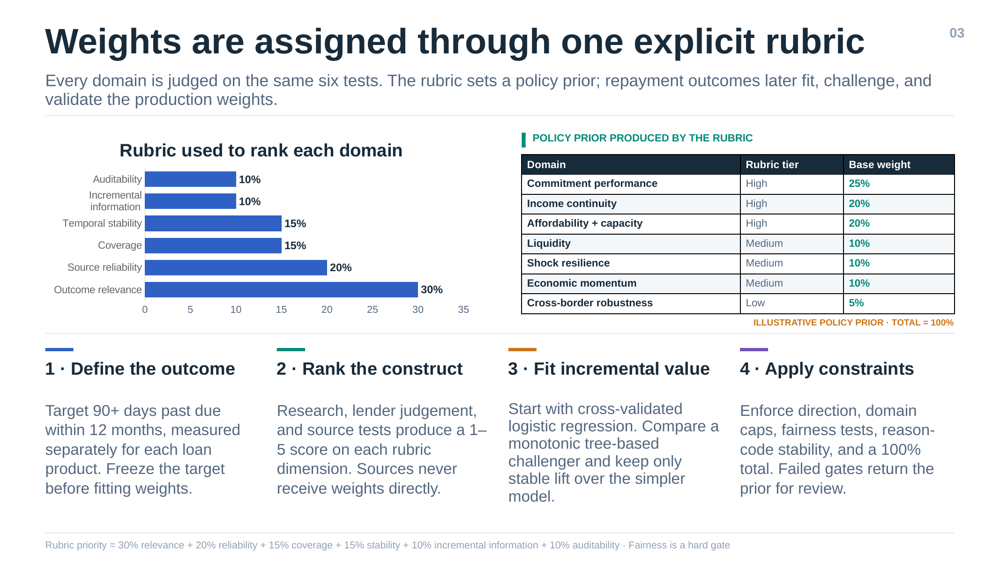 Weights are assigned through one explicit rubric
03
Every domain is judged on the same six tests. The rubric sets a policy prior; repayment outcomes later fit, challenge, and
validate the production weights.
Rubric used to rank each domain
Auditability 10%
Incremental
information 10%
Temporal stability 15%
Coverage 15%
Source reliability 20%
Outcome relevance 30%
0 5 10 15 20 25 30 35
POLICY PRIOR PRODUCED BY THE RUBRIC
Domain Rubric tier Base weight
Commitment performance High 25%
Income continuity High 20%
Affordability + capacity High 20%
Liquidity Medium 10%
Shock resilience Medium 10%
Economic momentum Medium 10%
Cross-border robustness Low 5%
ILLUSTRATIVE POLICY PRIOR · TOTAL = 100%
1 · Define the outcome
Target 90+ days past due
within 12 months, measured
separately for each loan
product. Freeze the target
before fitting weights.
2 · Rank the construct
Research, lender judgement,
and source tests produce a 1–
5 score on each rubric
dimension. Sources never
receive weights directly.
3 · Fit incremental value
Start with cross-validated
logistic regression. Compare a
monotonic tree-based
challenger and keep only
stable lift over the simpler
model.
4 · Apply constraints
Enforce direction, domain
caps, fairness tests, reason-
code stability, and a 100%
total. Failed gates return the
prior for review.
Rubric priority = 30% relevance + 20% reliability + 15% coverage + 15% stability + 10% incremental information + 10% auditability · Fairness is a hard gate